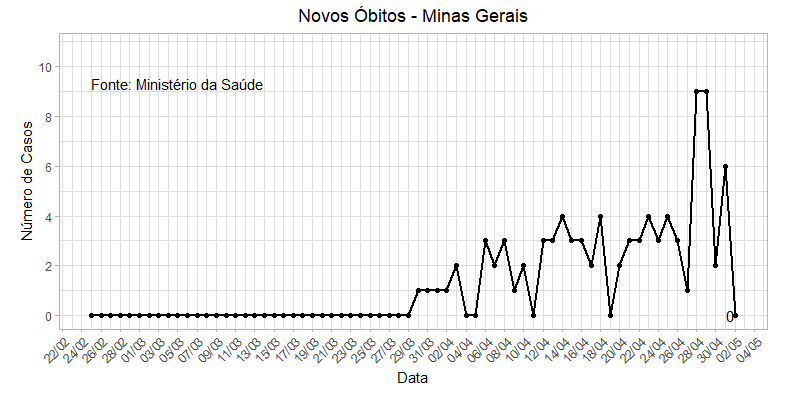 Novos Óbitos - Minas Gerais
Fonte: Ministério da Saúde
Número de Casos
10
8
6
4
2
0
0
22/02 24/02 26/02 28/02 01/03 03/03 05/03 07/03 09/03 11/03 13/03 15/03 17/03 19/03 21/03 23/03 25/03 27/03 29/03 31/03 02/04 04/04 06/04 08/04 10/04 12/04 14/04 16/04 18/04 20/04 22/04 24/04 26/04 28/04 30/04 02/05 04/05
Data